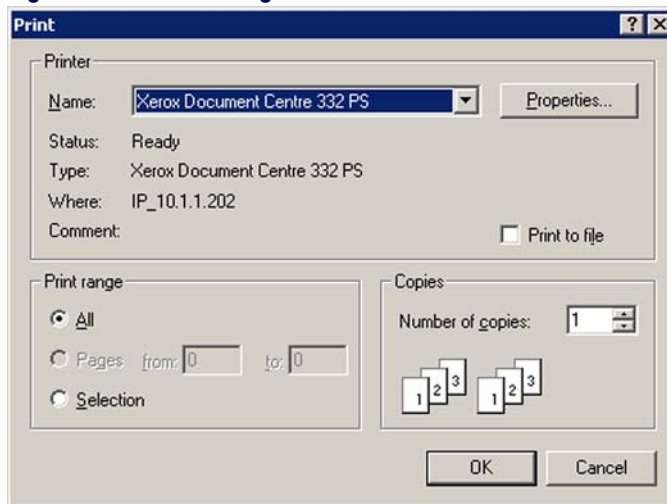 Print
Printer
Name: Xerox Document Centre 332 PS Properties...
Status: Ready
Type: Xerox Document Centre 332 PS
Where: IP_10.1.1.202
Comment: Print to file
Print range
All
Pages from: 0 to: 0
Selection
Copies
Number of copies: 1
1 2 3 1 2 3
OK Cancel